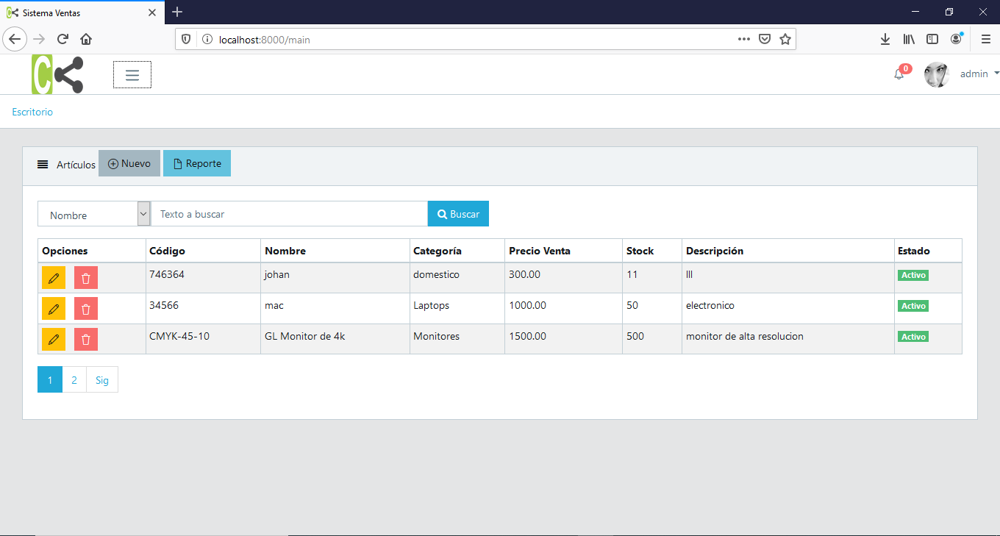 Sistema Ventas
localhost:8000/main
C
0
admin
Escritorio
Artículos Nuevo Reporte
Nombre Texto a buscar Buscar
Opciones Código Nombre Categoría Precio Venta Stock Descripción Estado
746364 johan domestico 300.00 11 lll Activo
34566 mac Laptops 1000.00 50 electronico Activo
CMYK-45-10 GL Monitor de 4k Monitores 1500.00 500 monitor de alta resolucion Activo
1 2 Sig